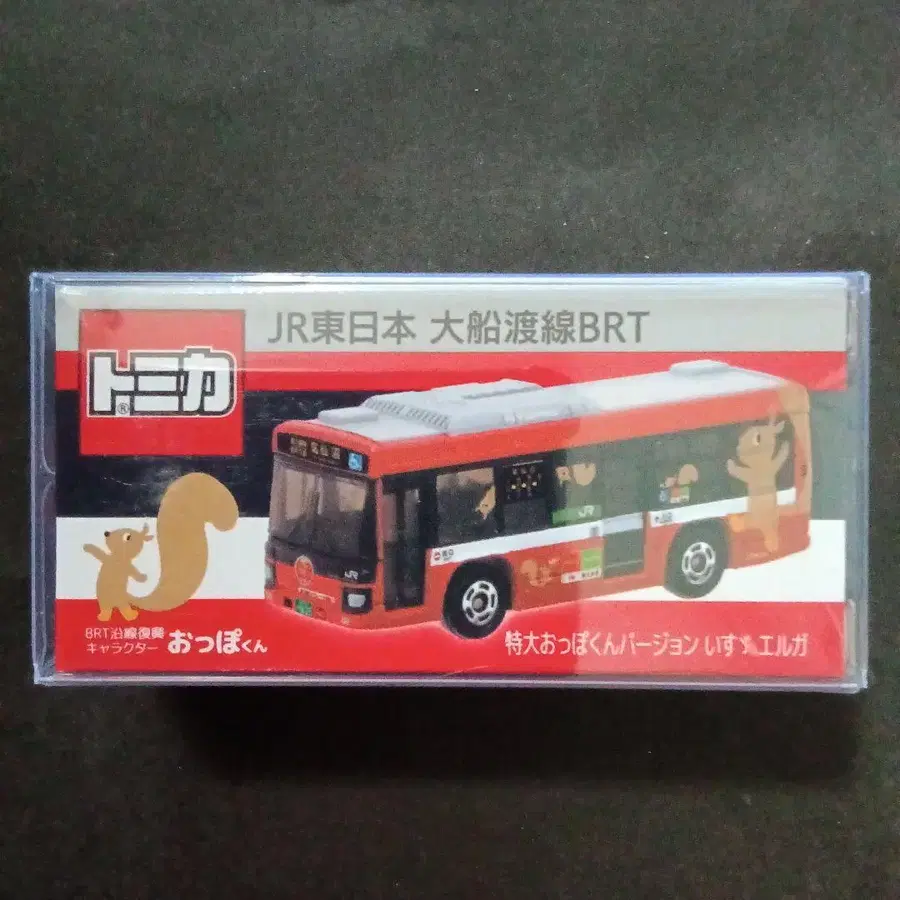 JR東日本 大船渡線BRT
トミカ
®
JR
JR
BRT沿線復興
キャラクター おっぽくん
特大おっぽくんバージョン いすゞ エルガ